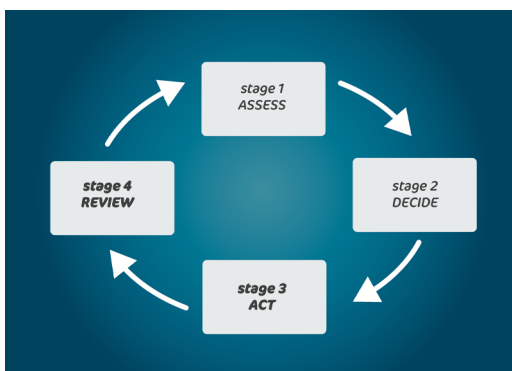 stage 1
ASSESS
stage 2
DECIDE
stage 3
ACT
stage 4
REVIEW